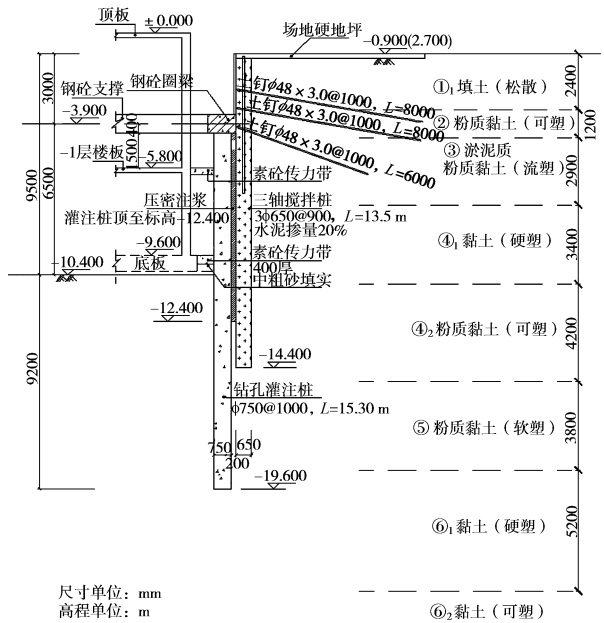 顶板
±0.000
场地硬地坪
-0.900(2.700)
3000
2400
①₁填土(松散)
钢砼支撑
钢砼圈梁
土钉φ48×3.0@1000, L=8000
土钉φ48×3.0@1000, L=8000
-3.900
②粉质黏土(可塑)
1200
土钉φ48×3.0@1000, L=6000
③淤泥质
粉质黏土(流塑)
2900
400
1500
-1层楼板
-5.800
素砼传力带
9500
6500
压密注浆
灌注桩顶至标高-12.400
三轴搅拌桩
3φ650@900, L=13.5 m
水泥掺量20%
④₁黏土(硬塑)
3400
-9.600
素砼传力带
底板
400厚
-10.400
中粗砂填实
-12.400
④₂粉质黏土(可塑)
4200
-14.400
9200
钻孔灌注桩
φ750@1000, L=15.30 m
⑤粉质黏土(软塑)
3800
750
650
200
-19.600
⑥₁黏土(硬塑)
5200
尺寸单位:mm
高程单位:m
⑥₂黏土(可塑)